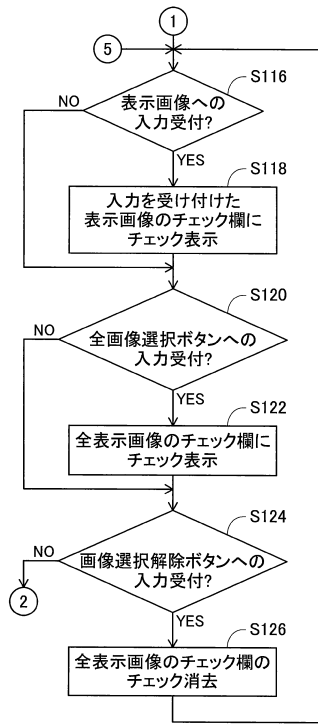 1
5
S116
表示画像への
入力受付?
NO
YES
S118
入力を受け付けた
表示画像のチェック欄に
チェック表示
S120
全画像選択ボタンへの
入力受付?
NO
YES
S122
全表示画像のチェック欄に
チェック表示
S124
画像選択解除ボタンへの
入力受付?
NO
2
YES
S126
全表示画像のチェック欄の
チェック消去